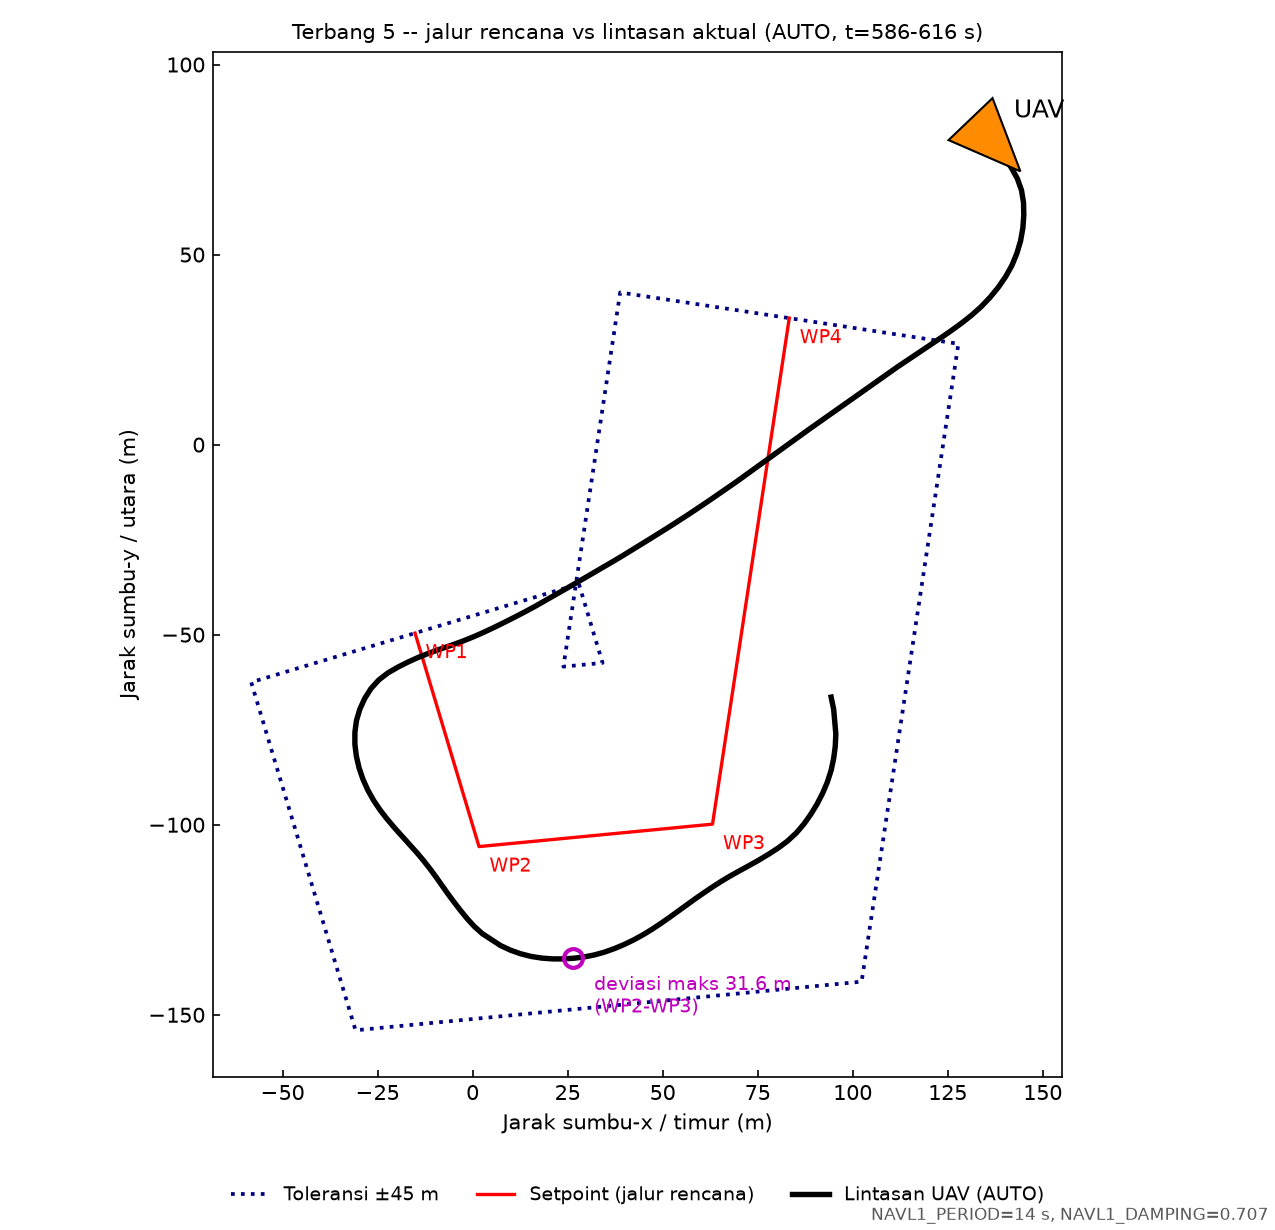 Terbang 5 -- jalur rencana vs lintasan aktual (AUTO, t=586-616 s)
100
UAV
50
WP4
0
Jarak sumbu-y / utara (m)
−50
WP1
−100
WP3
WP2
deviasi maks 31.6 m
(WP2-WP3)
−150
−50
−25
0
25
50
75
100
125
150
Jarak sumbu-x / timur (m)
Toleransi ±45 m
Setpoint (jalur rencana)
Lintasan UAV (AUTO)
NAVL1_PERIOD=14 s, NAVL1_DAMPING=0.707